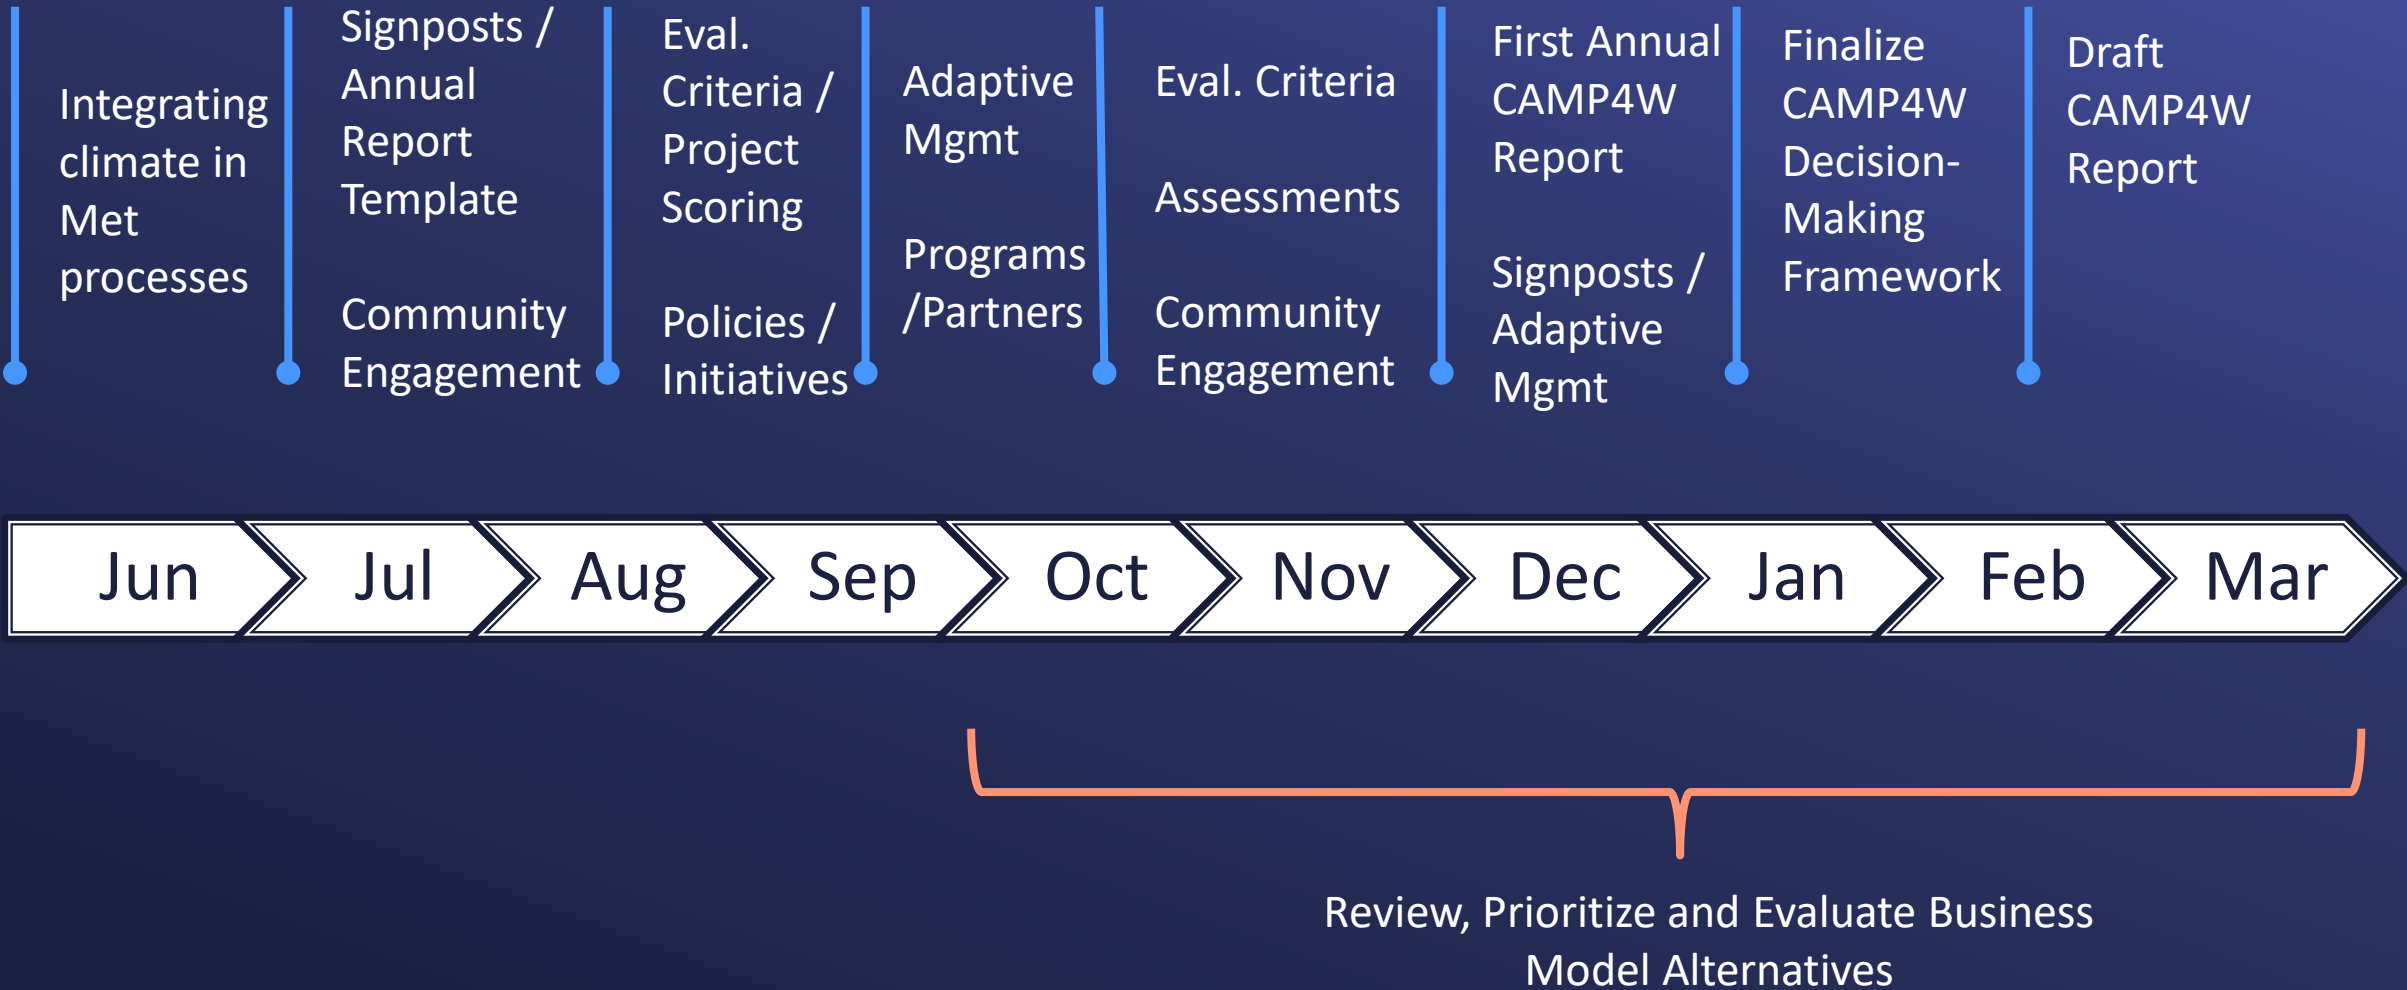 Integrating
climate in
Met
processes
Signposts /
Annual
Report
Template
Community
Engagement
Eval.
Criteria /
Project
Scoring
Policies /
Initiatives
Adaptive
Mgmt
Programs
/Partners
Eval. Criteria
Assessments
Community
Engagement
First Annual
CAMP4W
Report
Signposts /
Adaptive
Mgmt
Finalize
CAMP4W
Decision-
Making
Framework
Draft
CAMP4W
Report
Jun
Jul
Aug
Sep
Oct
Nov
Dec
Jan
Feb
Mar
Review, Prioritize and Evaluate Business
Model Alternatives